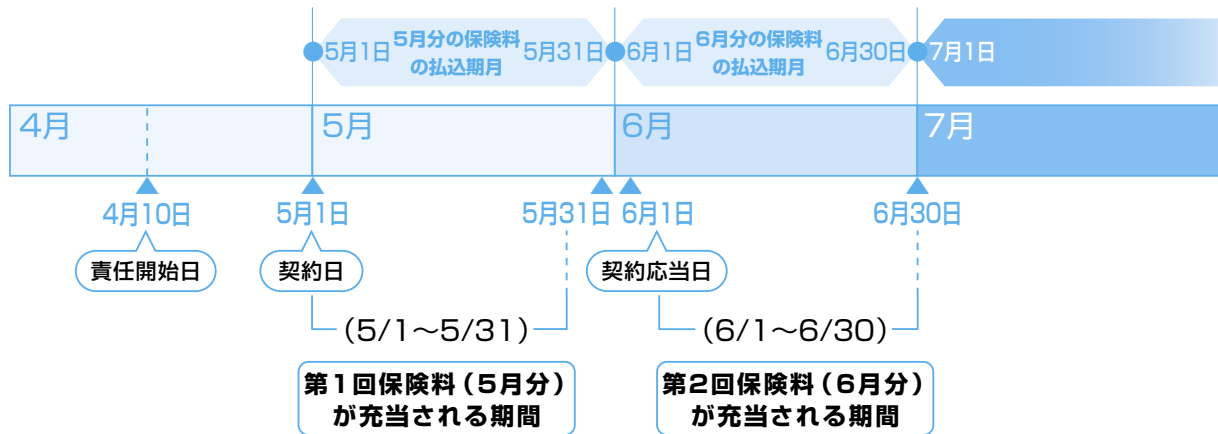 5月1日 5月分の保険料の払込期月 5月31日 6月1日 6月分の保険料の払込期月 6月30日 7月1日
4月 5月 6月 7月
4月10日 5月1日 5月31日 6月1日 6月30日
責任開始日 契約日 契約応当日
(5/1～5/31) (6/1～6/30)
第1回保険料(5月分) 第2回保険料(6月分)
が充当される期間 が充当される期間